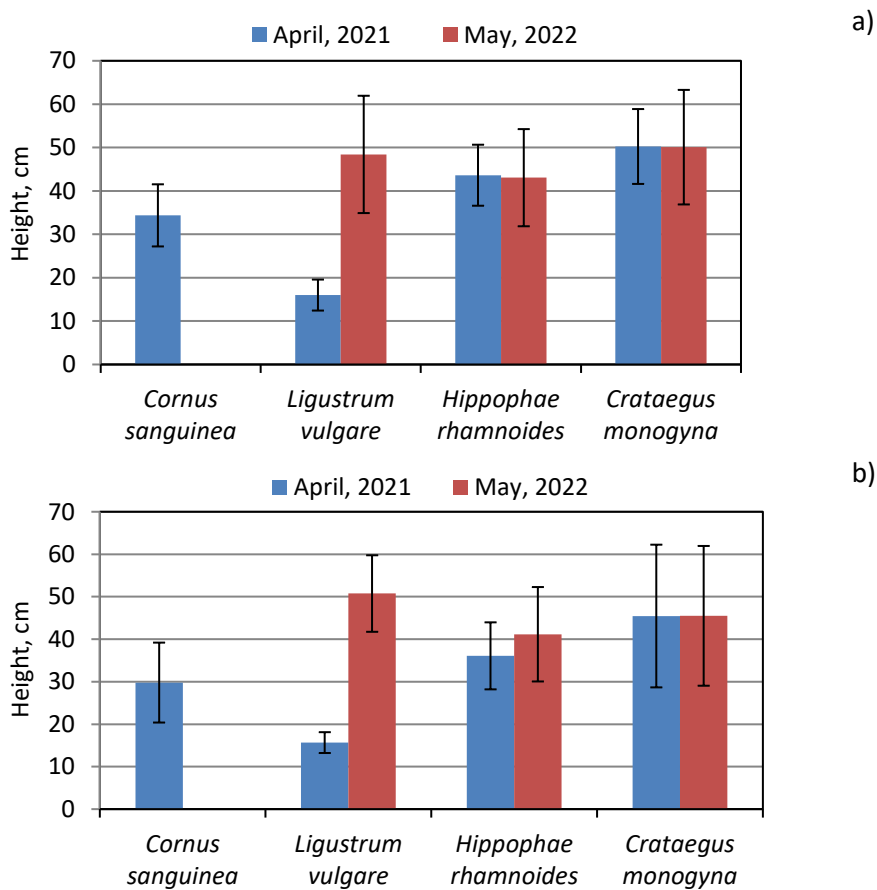 a)
April, 2021 May, 2022
70
60
50
40
30
20
10
0
Height, cm
Cornus sanguinea
Ligustrum vulgare
Hippophae rhamnoides
Crataegus monogyna
b)
April, 2021 May, 2022
70
60
50
40
30
20
10
0
Height, cm
Cornus sanguinea
Ligustrum vulgare
Hippophae rhamnoides
Crataegus monogyna